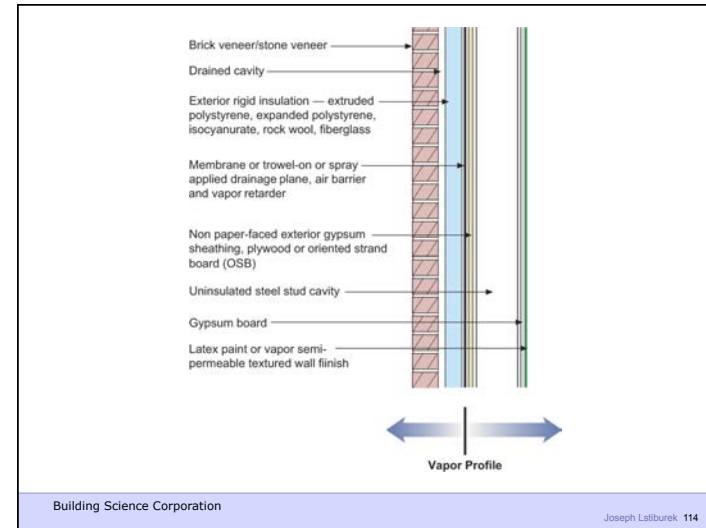 Brick veneer/stone veneer
Drained cavity
Exterior rigid insulation — extruded
polystyrene, expanded polystyrene,
isocyanurate, rock wool, fiberglass
Membrane or trowel-on or spray
applied drainage plane, air barrier
and vapor retarder
Non paper-faced exterior gypsum
sheathing, plywood or oriented strand
board (OSB)
Uninsulated steel stud cavity
Gypsum board
Latex paint or vapor semi-
permeable textured wall fiinish
Vapor Profile
Building Science Corporation
Joseph Lstiburek 114